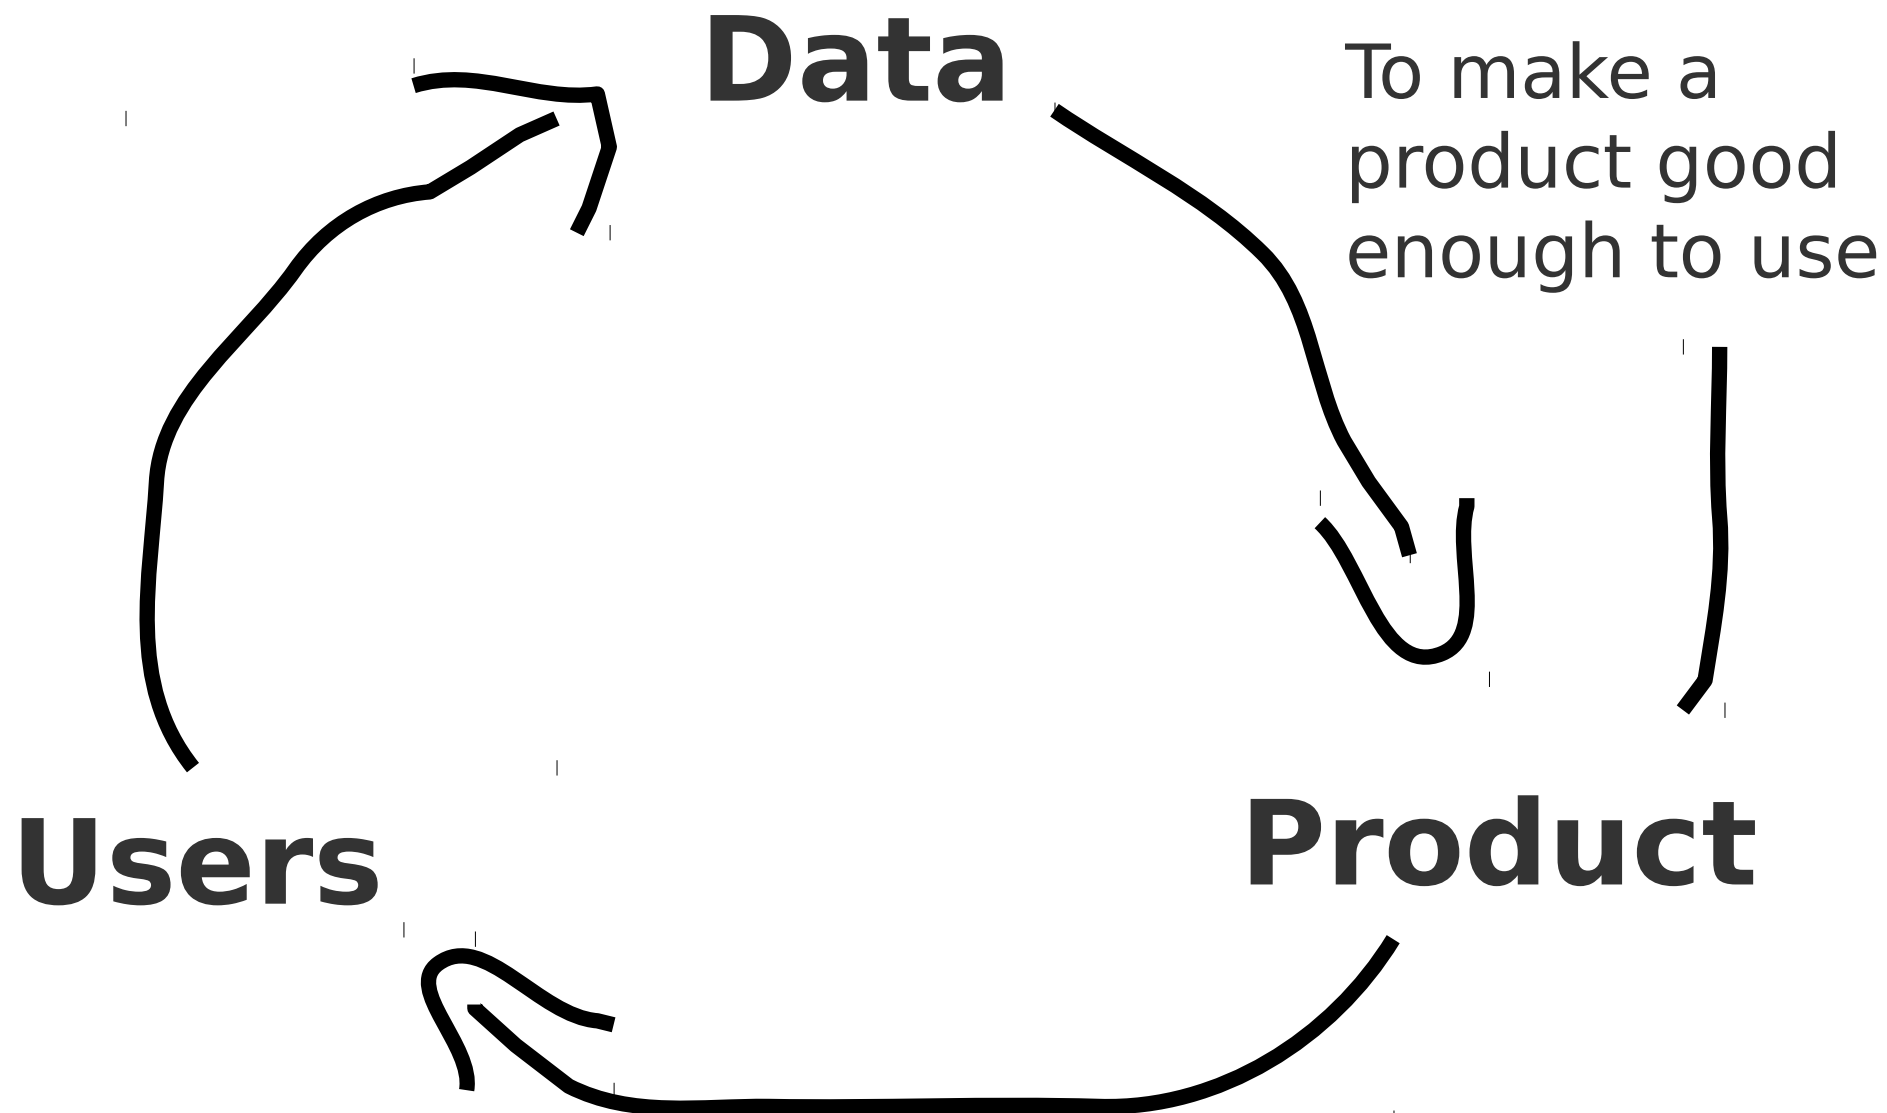 Data
To make a
product good
enough to use
Users
Product